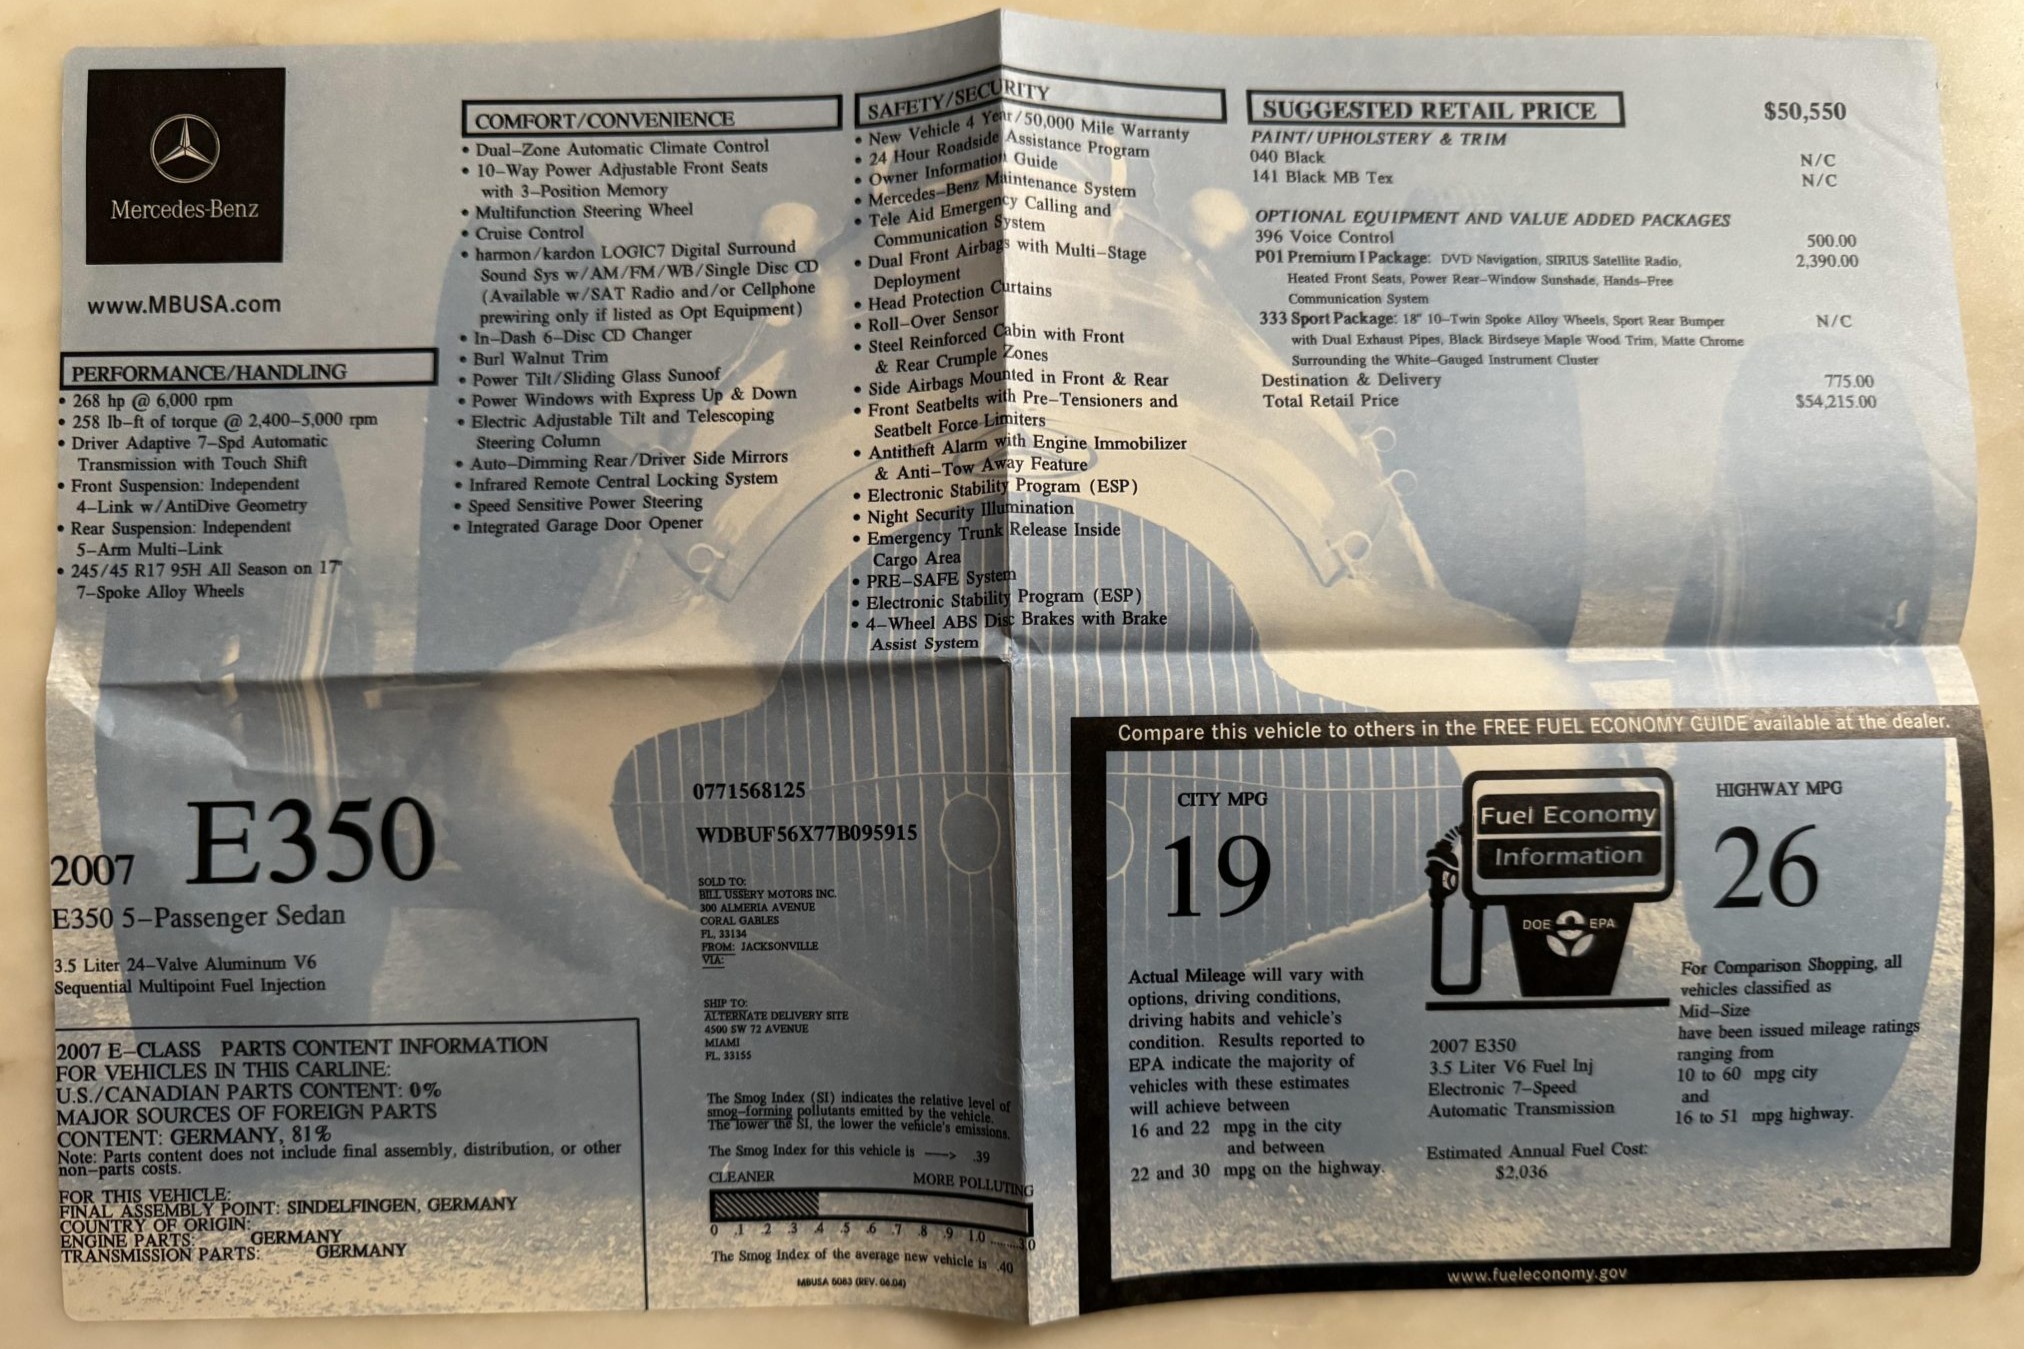 Mercedes-Benz
www.MBUSA.com
PERFORMANCE/HANDLING
• 268 hp @ 6,000 rpm
• 258 lb-ft of torque @ 2,400-5,000 rpm
• Driver Adaptive 7-Spd Automatic
Transmission with Touch Shift
• Front Suspension: Independent
4-Link w/AntiDive Geometry
• Rear Suspension: Independent
5-Arm Multi-Link
• 245/45 R17 95H All Season on 17"
7-Spoke Alloy Wheels
COMFORT/CONVENIENCE
• Dual-Zone Automatic Climate Control
• 10-Way Power Adjustable Front Seats
with 3-Position Memory
• Multifunction Steering Wheel
• Cruise Control
• harmon/kardon LOGIC7 Digital Surround
Sound Sys w/AM/FM/WB/Single Disc CD
(Available w/SAT Radio and/or Cellphone
prewiring only if listed as Opt Equipment)
• In-Dash 6-Disc CD Changer
• Burl Walnut Trim
• Power Tilt/Sliding Glass Sunoof
• Power Windows with Express Up & Down
• Electric Adjustable Tilt and Telescoping
Steering Column
• Auto-Dimming Rear/Driver Side Mirrors
• Infrared Remote Central Locking System
• Speed Sensitive Power Steering
• Integrated Garage Door Opener
SAFETY/SECURITY
• New Vehicle 4 Year/50,000 Mile Warranty
• 24 Hour Roadside Assistance Program
• Owner Information Guide
• Mercedes-Benz Maintenance System
• Tele Aid Emergency Calling and
Communication System
• Dual Front Airbags with Multi-Stage
Deployment
• Head Protection Curtains
• Roll-Over Sensor
• Steel Reinforced Cabin with Front
& Rear Crumple Zones
• Side Airbags Mounted in Front & Rear
• Front Seatbelts with Pre-Tensioners and
Seatbelt Force Limiters
• Antitheft Alarm with Engine Immobilizer
& Anti-Tow Away Feature
• Electronic Stability Program (ESP)
• Night Security Illumination
• Emergency Trunk Release Inside
Cargo Area
• PRE-SAFE System
• Electronic Stability Program (ESP)
• 4-Wheel ABS Disc Brakes with Brake
Assist System
SUGGESTED RETAIL PRICE $50,550
PAINT/UPHOLSTERY & TRIM
040 Black N/C
141 Black MB Tex N/C
OPTIONAL EQUIPMENT AND VALUE ADDED PACKAGES
396 Voice Control 500.00
P01 Premium I Package: DVD Navigation, SIRIUS Satellite Radio, 2,390.00
Heated Front Seats, Power Rear-Window Sunshade, Hands-Free
Communication System
333 Sport Package: 18" 10-Twin Spoke Alloy Wheels, Sport Rear Bumper N/C
with Dual Exhaust Pipes, Black Birdseye Maple Wood Trim, Matte Chrome
Surrounding the White-Gauged Instrument Cluster
Destination & Delivery 775.00
Total Retail Price $54,215.00
2007 E350
E350 5-Passenger Sedan
3.5 Liter 24-Valve Aluminum V6
Sequential Multipoint Fuel Injection
2007 E-CLASS PARTS CONTENT INFORMATION
FOR VEHICLES IN THIS CARLINE:
U.S./CANADIAN PARTS CONTENT: 0%
MAJOR SOURCES OF FOREIGN PARTS
CONTENT: GERMANY, 81%
Note: Parts content does not include final assembly, distribution, or other
non-parts costs.
FOR THIS VEHICLE:
FINAL ASSEMBLY POINT: SINDELFINGEN, GERMANY
COUNTRY OF ORIGIN:
ENGINE PARTS: GERMANY
TRANSMISSION PARTS: GERMANY
0771568125
WDBUF56X77B095915
SOLD TO:
BILL USSERY MOTORS INC.
300 ALMERIA AVENUE
CORAL GABLES
FL, 33134
FROM: JACKSONVILLE
VIA:
SHIP TO:
ALTERNATE DELIVERY SITE
4500 SW 72 AVENUE
MIAMI
FL, 33155
The Smog Index (SI) indicates the relative level of
smog-forming pollutants emitted by the vehicle.
The lower the SI, the lower the vehicle's emissions.
The Smog Index for this vehicle is ---> .39
CLEANER MORE POLLUTING
0 .1 .2 .3 .4 .5 .6 .7 .8 .9 1.0 ........3.0
The Smog Index of the average new vehicle is .40
MBUSA 5083 (REV. 06.04)
Compare this vehicle to others in the FREE FUEL ECONOMY GUIDE available at the dealer.
CITY MPG
19
Fuel Economy
Information
DOE EPA
HIGHWAY MPG
26
Actual Mileage will vary with
options, driving conditions,
driving habits and vehicle's
condition. Results reported to
EPA indicate the majority of
vehicles with these estimates
will achieve between
16 and 22 mpg in the city
and between
22 and 30 mpg on the highway.
2007 E350
3.5 Liter V6 Fuel Inj
Electronic 7-Speed
Automatic Transmission
Estimated Annual Fuel Cost:
$2,036
For Comparison Shopping, all
vehicles classified as
Mid-Size
have been issued mileage ratings
ranging from
10 to 60 mpg city
and
16 to 51 mpg highway.
www.fueleconomy.gov